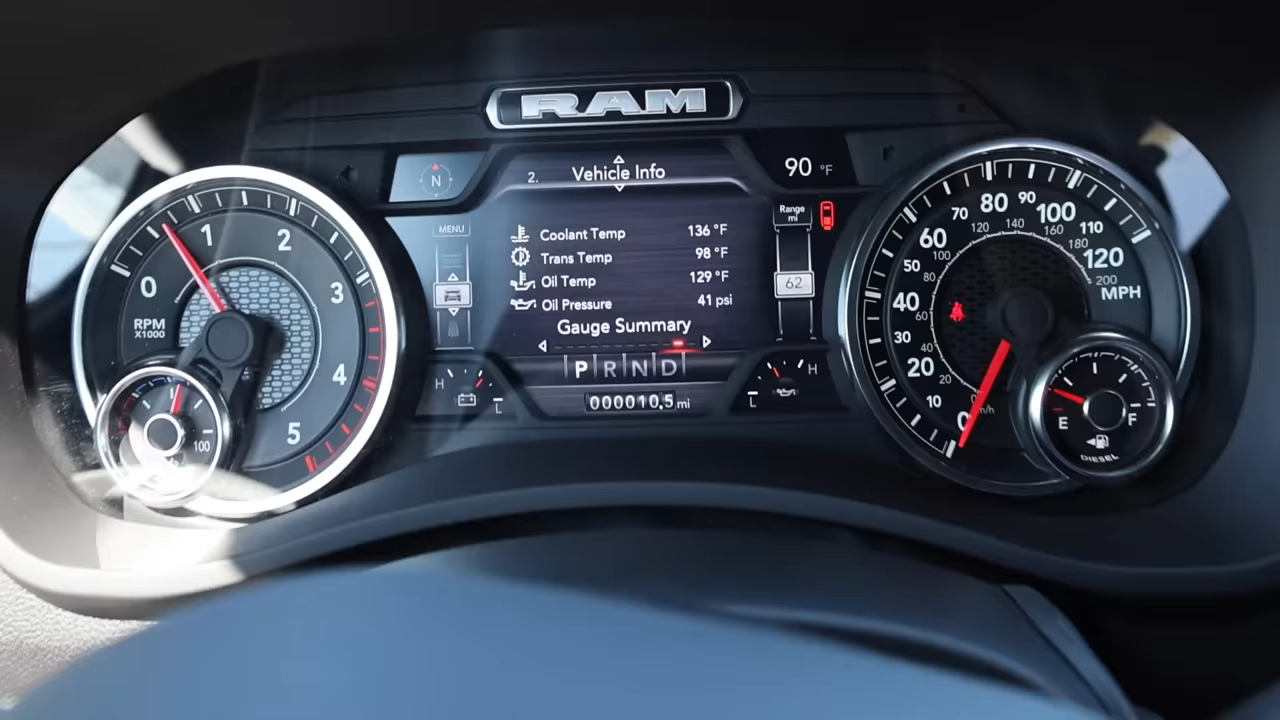 RAM
N
2. Vehicle Info
90 °F
MENU
Coolant Temp 136 °F
Trans Temp 98 °F
Oil Temp 129 °F
Oil Pressure 41 psi
Gauge Summary
Range
mi
62
P R N D
000010.5 mi
H L
L H
0 1 2 3 4 5
RPM
X1000
100
0 10 20 30 40 50 60 70 80 90 100 110 120
MPH
20 40 60 80 100 120 140 160 180 200
km/h
E F
DIESEL